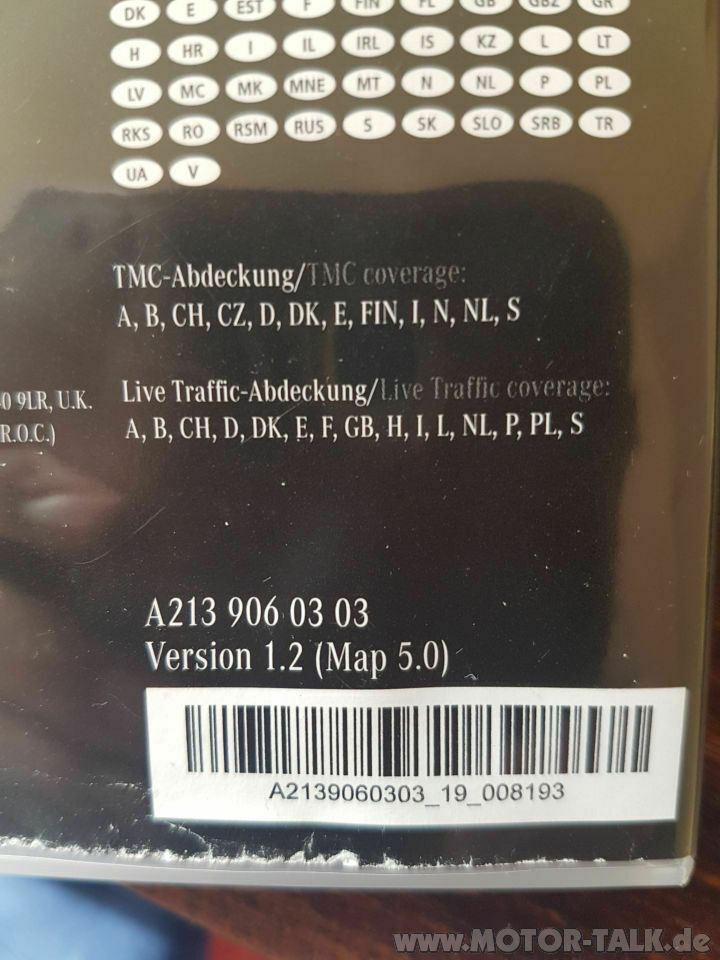 DK E EST F FIN FL GB GBZ GR
H HR I IL IRL IS KZ L LT
LV MC MK MNE MT N NL P PL
RKS RO RSM RUS S SK SLO SRB TR
UA V
TMC-Abdeckung/TMC coverage:
A, B, CH, CZ, D, DK, E, FIN, I, N, NL, S
0 9LR, U.K.
Live Traffic-Abdeckung/Live Traffic coverage:
R.O.C.)
A, B, CH, D, DK, E, F, GB, H, I, L, NL, P, PL, S
A213 906 03 03
Version 1.2 (Map 5.0)
A2139060303_19_008193
www.MOTOR-TALK.de